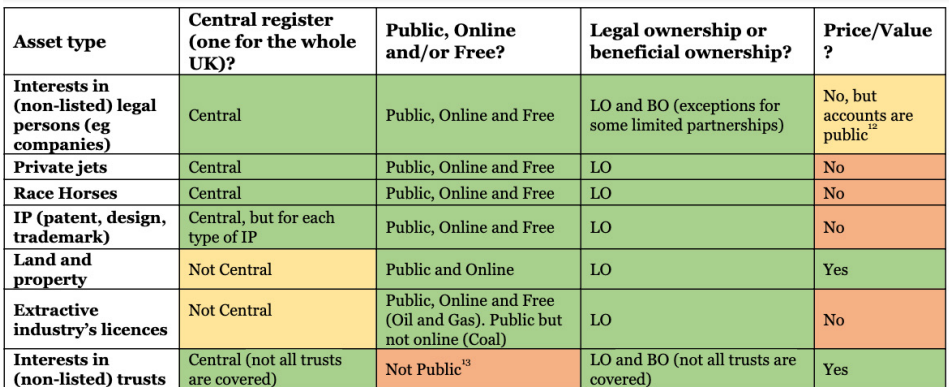 Asset type
Central register
(one for the whole
UK)?
Public, Online
and/or Free?
Legal ownership or
beneficial ownership?
Price/Value
?
Interests in
(non-listed) legal
persons (eg
companies)
Central
Public, Online and Free
LO and BO (exceptions for
some limited partnerships)
No, but
accounts are
public¹²
Private jets
Central
Public, Online and Free
LO
No
Race Horses
Central
Public, Online and Free
LO
No
IP (patent, design,
trademark)
Central, but for each
type of IP
Public, Online and Free
LO
No
Land and
property
Not Central
Public and Online
LO
Yes
Extractive
industry’s licences
Not Central
Public, Online and Free
(Oil and Gas). Public but
not online (Coal)
LO
No
Interests in
(non-listed) trusts
Central (not all trusts
are covered)
Not Public¹³
LO and BO (not all trusts are
covered)
Yes